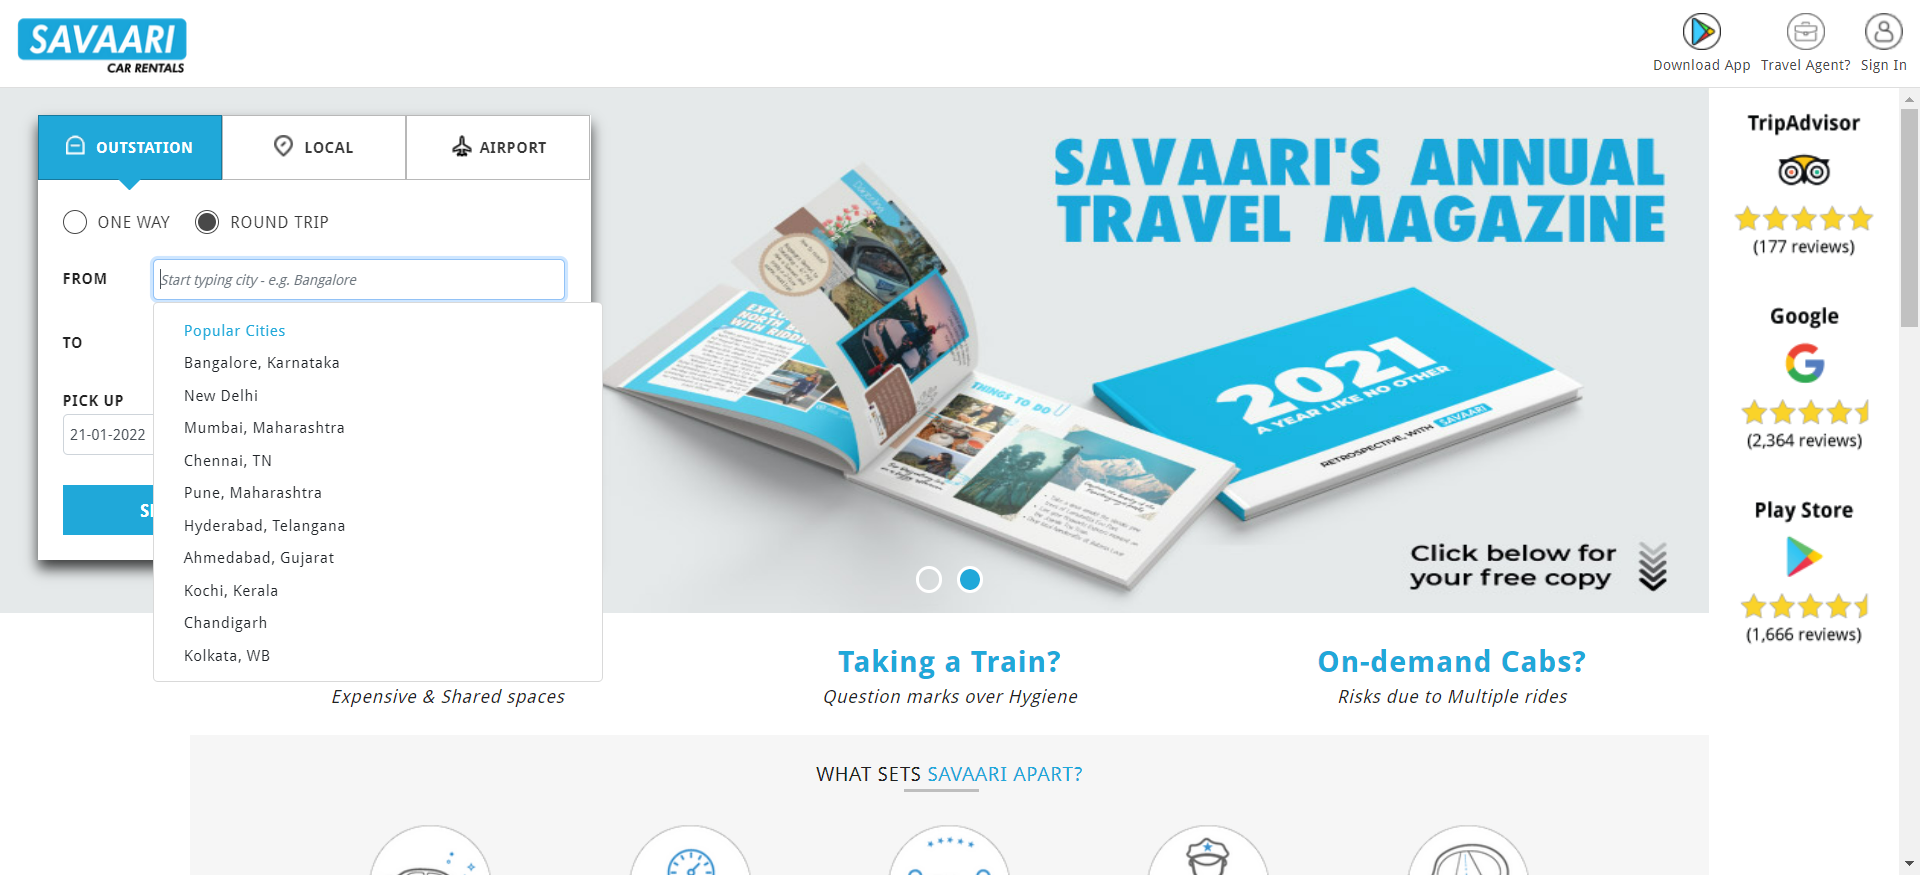 SAVAARI
CAR RENTALS
Download App
Travel Agent?
Sign In
OUTSTATION
LOCAL
AIRPORT
ONE WAY
ROUND TRIP
FROM
Start typing city - e.g. Bangalore
TO
PICK UP
21-01-2022
Popular Cities
Bangalore, Karnataka
New Delhi
Mumbai, Maharashtra
Chennai, TN
Pune, Maharashtra
Hyderabad, Telangana
Ahmedabad, Gujarat
Kochi, Kerala
Chandigarh
Kolkata, WB
SAVAARI'S ANNUAL
TRAVEL MAGAZINE
THINGS TO DO
2021
A YEAR LIKE NO OTHER
RETROSPECTIVE, WITH SAVAARI
Click below for
your free copy
TripAdvisor
(177 reviews)
Google
(2,364 reviews)
Play Store
(1,666 reviews)
Expensive & Shared spaces
Taking a Train?
Question marks over Hygiene
On-demand Cabs?
Risks due to Multiple rides
WHAT SETS SAVAARI APART?